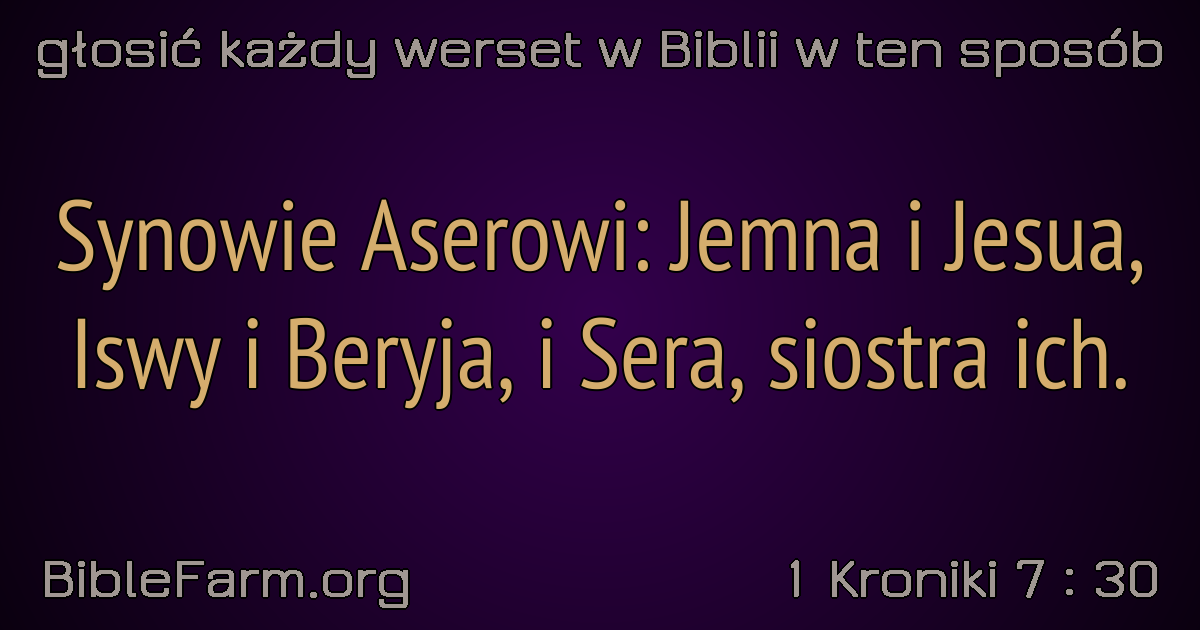 głosić każdy werset w Biblii w ten sposób
Synowie Aserowi: Jemna i Jesua,
Iswy i Beryja, i Sera, siostra ich.
BibleFarm.org
1 Kroniki 7 : 30